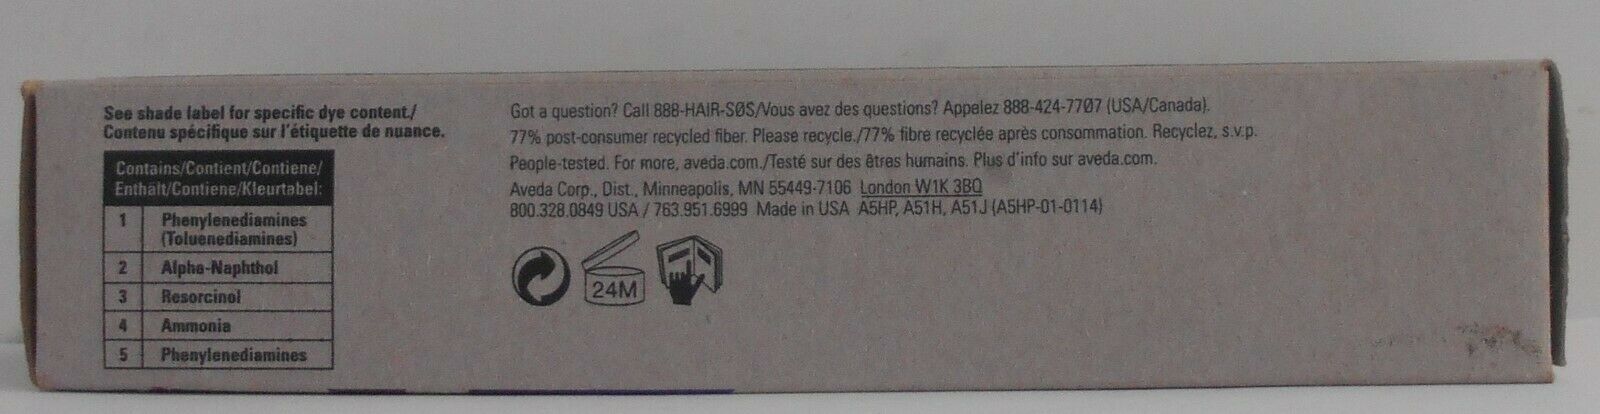 See shade label for specific dye content./
Contenu spécifique sur l'étiquette de nuance.
Contains/Contient/Contiene/
Enthält/Contiene/Kleurtabel:
1 Phenylenediamines
(Toluenediamines)
2 Alpha-Naphthol
3 Resorcinol
4 Ammonia
5 Phenylenediamines
Got a question? Call 888-HAIR-SØS/Vous avez des questions? Appelez 888-424-7707 (USA/Canada).
77% post-consumer recycled fiber. Please recycle./77% fibre recyclée après consommation. Recyclez, s.v.p.
People-tested. For more, aveda.com./Testé sur des êtres humains. Plus d'info sur aveda.com.
Aveda Corp., Dist., Minneapolis, MN 55449-7106 London W1K 3BQ
800.328.0849 USA / 763.951.6999 Made in USA A5HP, A51H, A51J (A5HP-01-0114)
24M